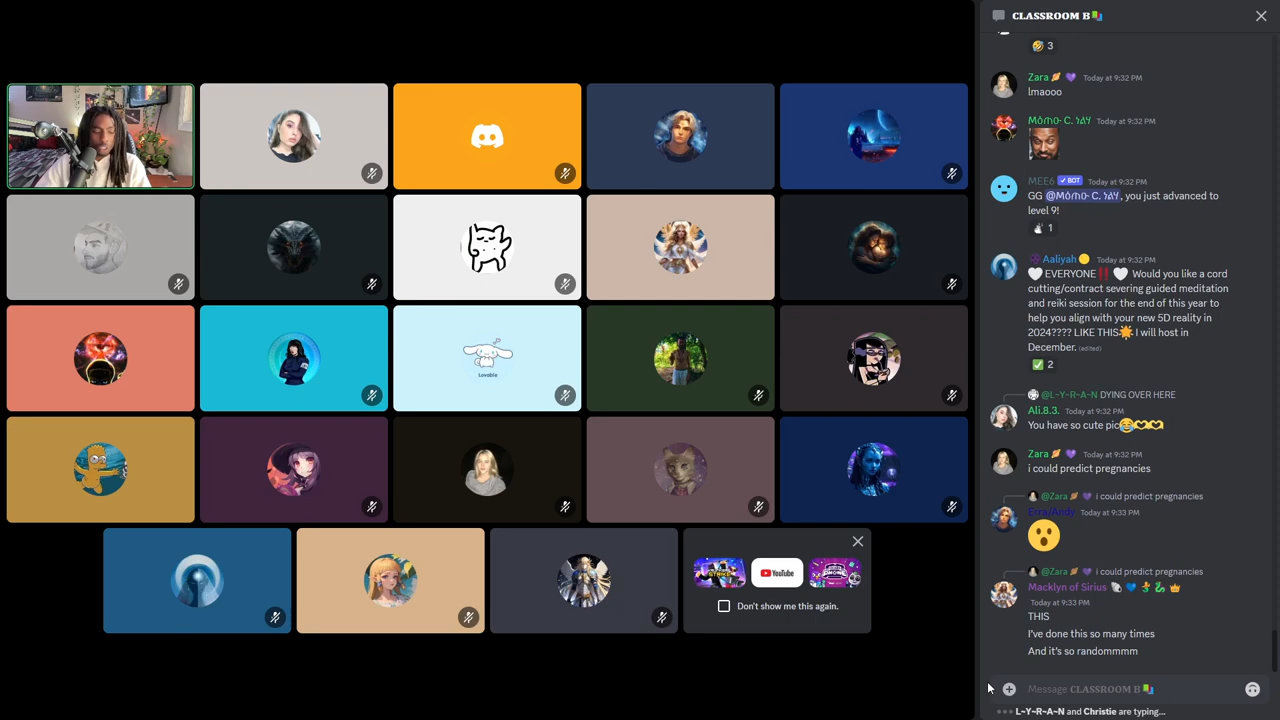 CLASSROOM B
3
Zara Today at 9:32 PM
lmaooo
Today at 9:32 PM
MEE6 ✓ BOT Today at 9:32 PM
GG , you just advanced to
level 9!
1
Aaliyah Today at 9:32 PM
🤍 EVERYONE‼️ 🤍 Would you like a cord
cutting/contract severing guided meditation
and reiki session for the end of this year to
help you align with your new 5D reality in
2024???? LIKE THIS☀️ I will host in
December. (edited)
✅ 2
@L~Y~R~A~N DYING OVER HERE
Ali.8.3. Today at 9:32 PM
You have so cute pic😂🫶🫶
Zara Today at 9:32 PM
i could predict pregnancies
@Zara i could predict pregnancies
Erra/Andy Today at 9:33 PM
@Zara i could predict pregnancies
Macklyn of Sirius
Today at 9:33 PM
THIS
I've done this so many times
And it's so randommmm
Message CLASSROOM B
L~Y~R~A~N and Christie are typing...
Lovable
YouTube
Don't show me this again.